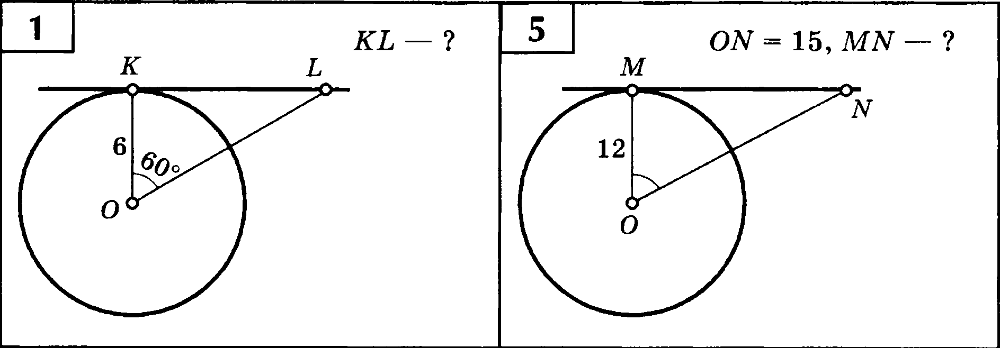 1
KL — ?
K
L
6
60°
O
5
ON = 15, MN — ?
M
N
12
O